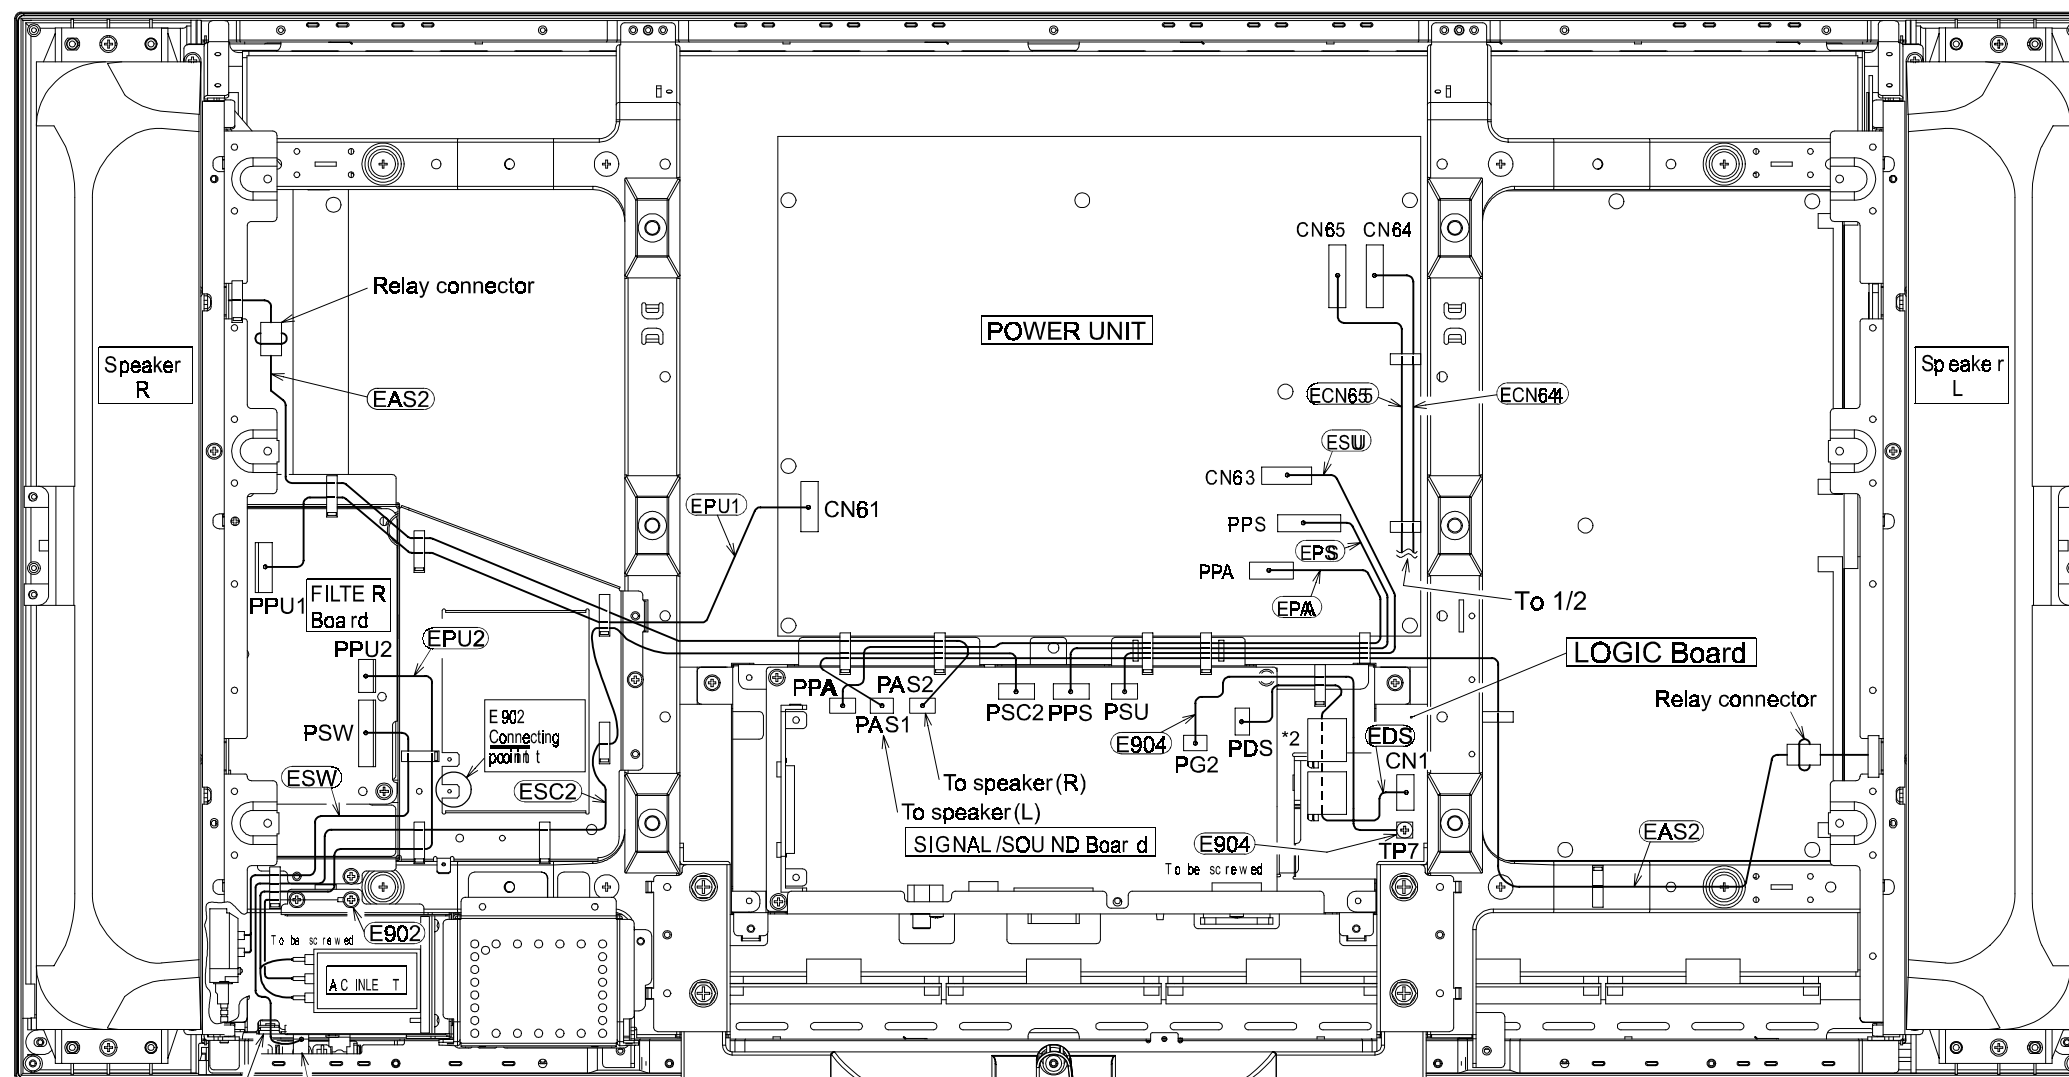 CN65 CN64
Relay connector
POWER UNIT
Speaker
R
Speaker
L
EAS2
ECN65
ECN64
ESU
CN63
EPU1
CN61
PPS
EPS
PPA
EPA
To 1/2
PPU1
FILTER
Board
PPU2
EPU2
LOGIC Board
PPA
PAS2
PAS1
PSC2
PPS
PSU
Relay connector
E902
Connecting
point
PSW
E904
PDS
*2
EDS
PG2
CN1
ESW
ESC2
To speaker (R)
To speaker (L)
SIGNAL/SOUND Board
E904
TP7
EAS2
To be screwed
E902
To be screwed
AC INLET